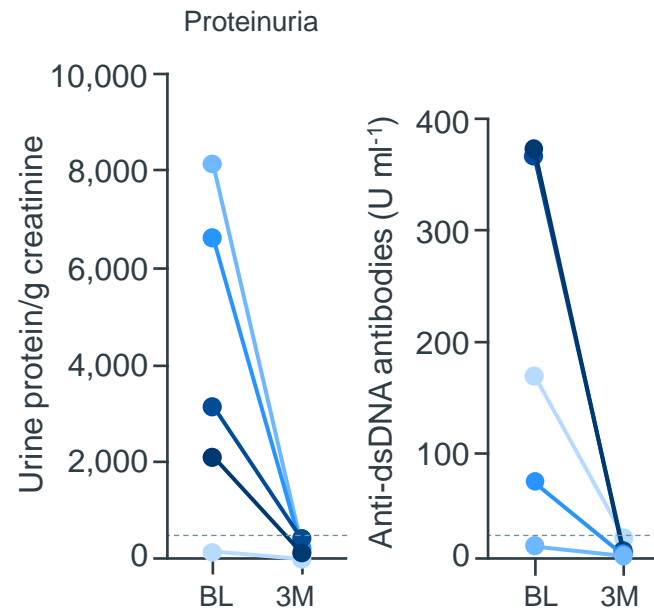 Proteinuria
Urine protein/g creatinine
10,000
8,000
6,000
4,000
2,000
0
BL 3M
Anti-dsDNA antibodies (U ml-1)
400
300
200
100
0
BL 3M